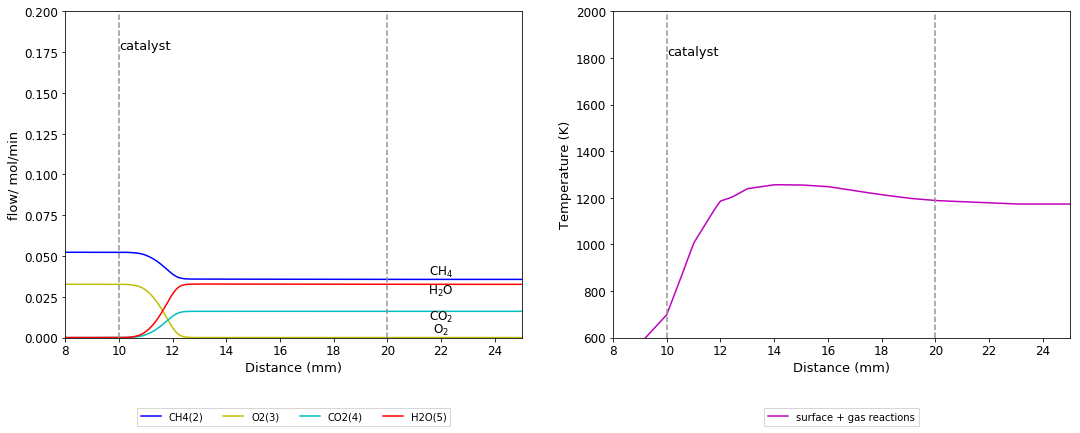 0.200
0.175
0.150
0.125
0.100
0.075
0.050
0.025
0.000
flow/ mol/min
catalyst
CH₄
H₂O
CO₂
O₂
8 10 12 14 16 18 20 22 24
Distance (mm)
CH4(2) O2(3) CO2(4) H2O(5)
2000
1800
1600
1400
1200
1000
800
600
Temperature (K)
catalyst
8 10 12 14 16 18 20 22 24
Distance (mm)
surface + gas reactions